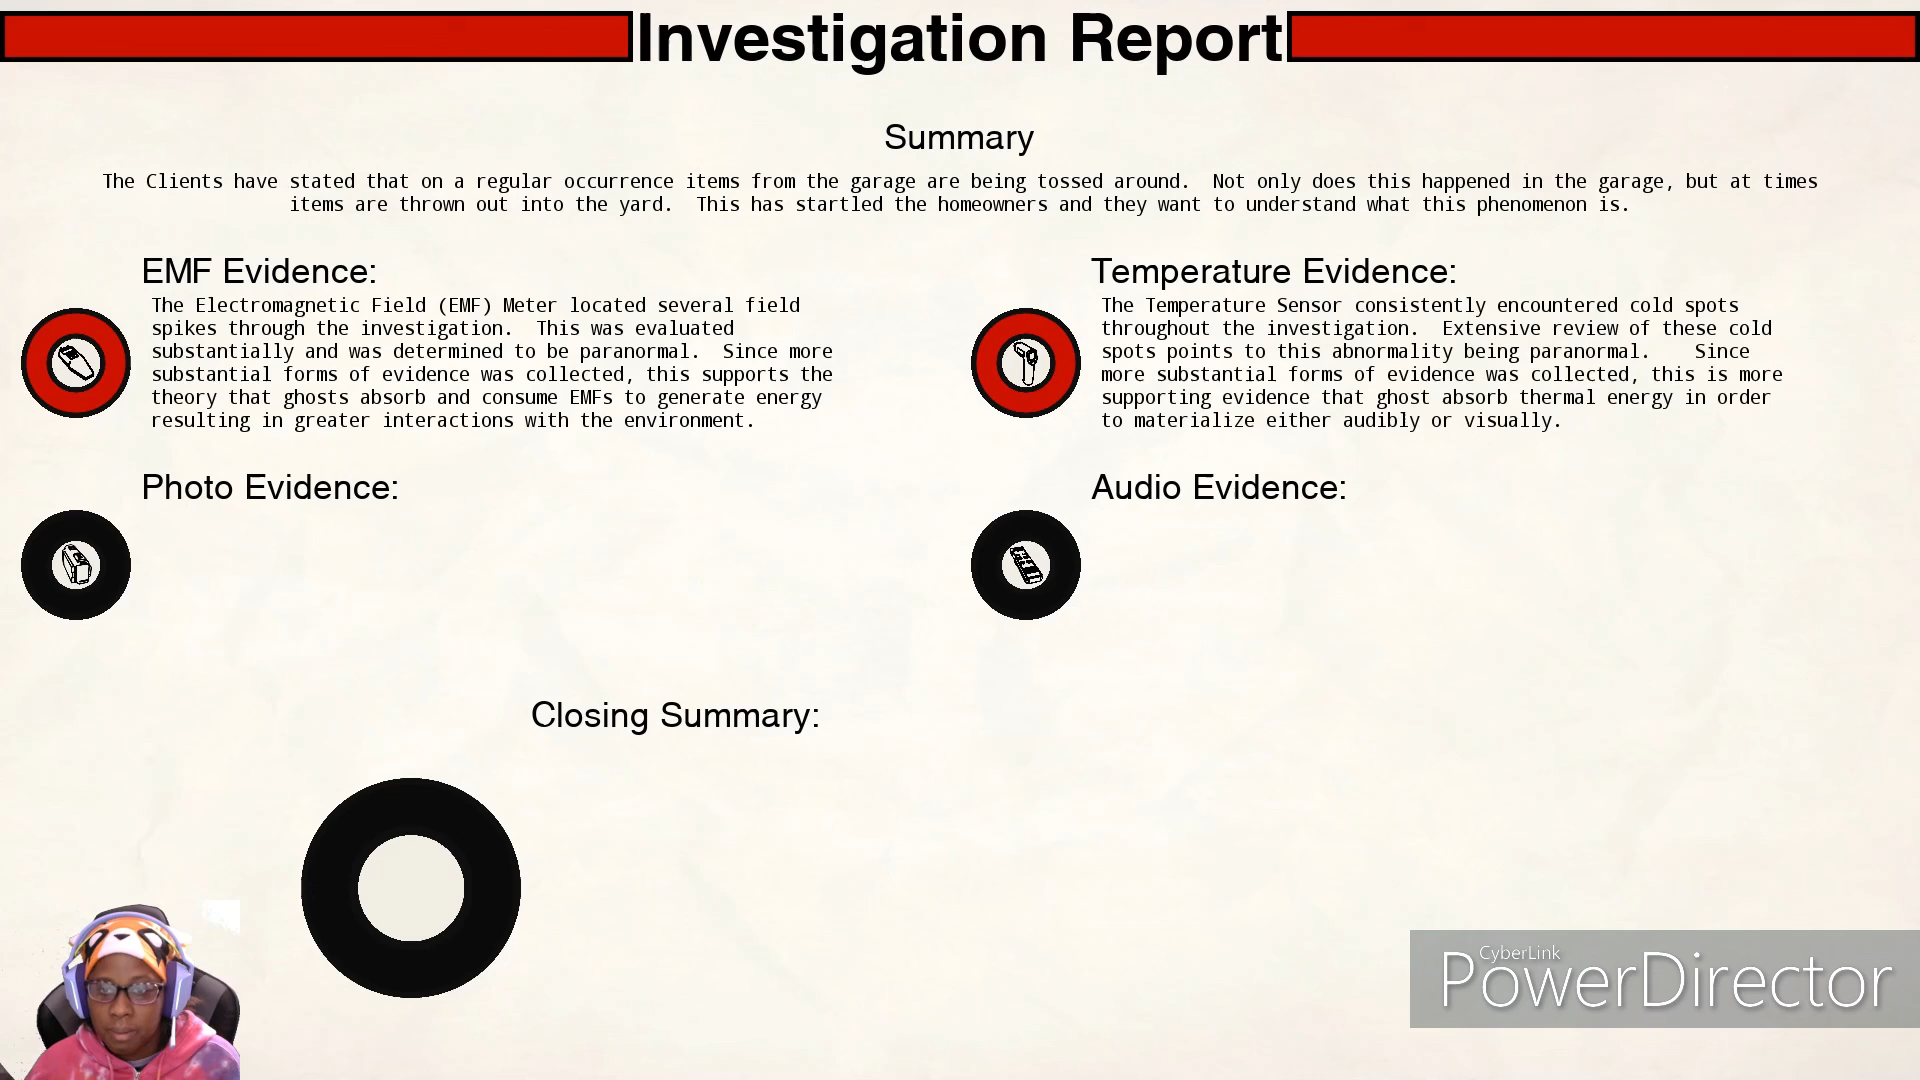 Investigation Report
Summary
The Clients have stated that on a regular occurrence items from the garage are being tossed around.  Not only does this happened in the garage, but at times
items are thrown out into the yard.  This has startled the homeowners and they want to understand what this phenomenon is.
EMF Evidence:
The Electromagnetic Field (EMF) Meter located several field
spikes through the investigation.  This was evaluated
substantially and was determined to be paranormal.  Since more
substantial forms of evidence was collected, this supports the
theory that ghosts absorb and consume EMFs to generate energy
resulting in greater interactions with the environment.
Temperature Evidence:
The Temperature Sensor consistently encountered cold spots
throughout the investigation.  Extensive review of these cold
spots points to this abnormality being paranormal.    Since
more substantial forms of evidence was collected, this is more
supporting evidence that ghost absorb thermal energy in order
to materialize either audibly or visually.
Photo Evidence:
Audio Evidence:
Closing Summary:
CyberLink
PowerDirector